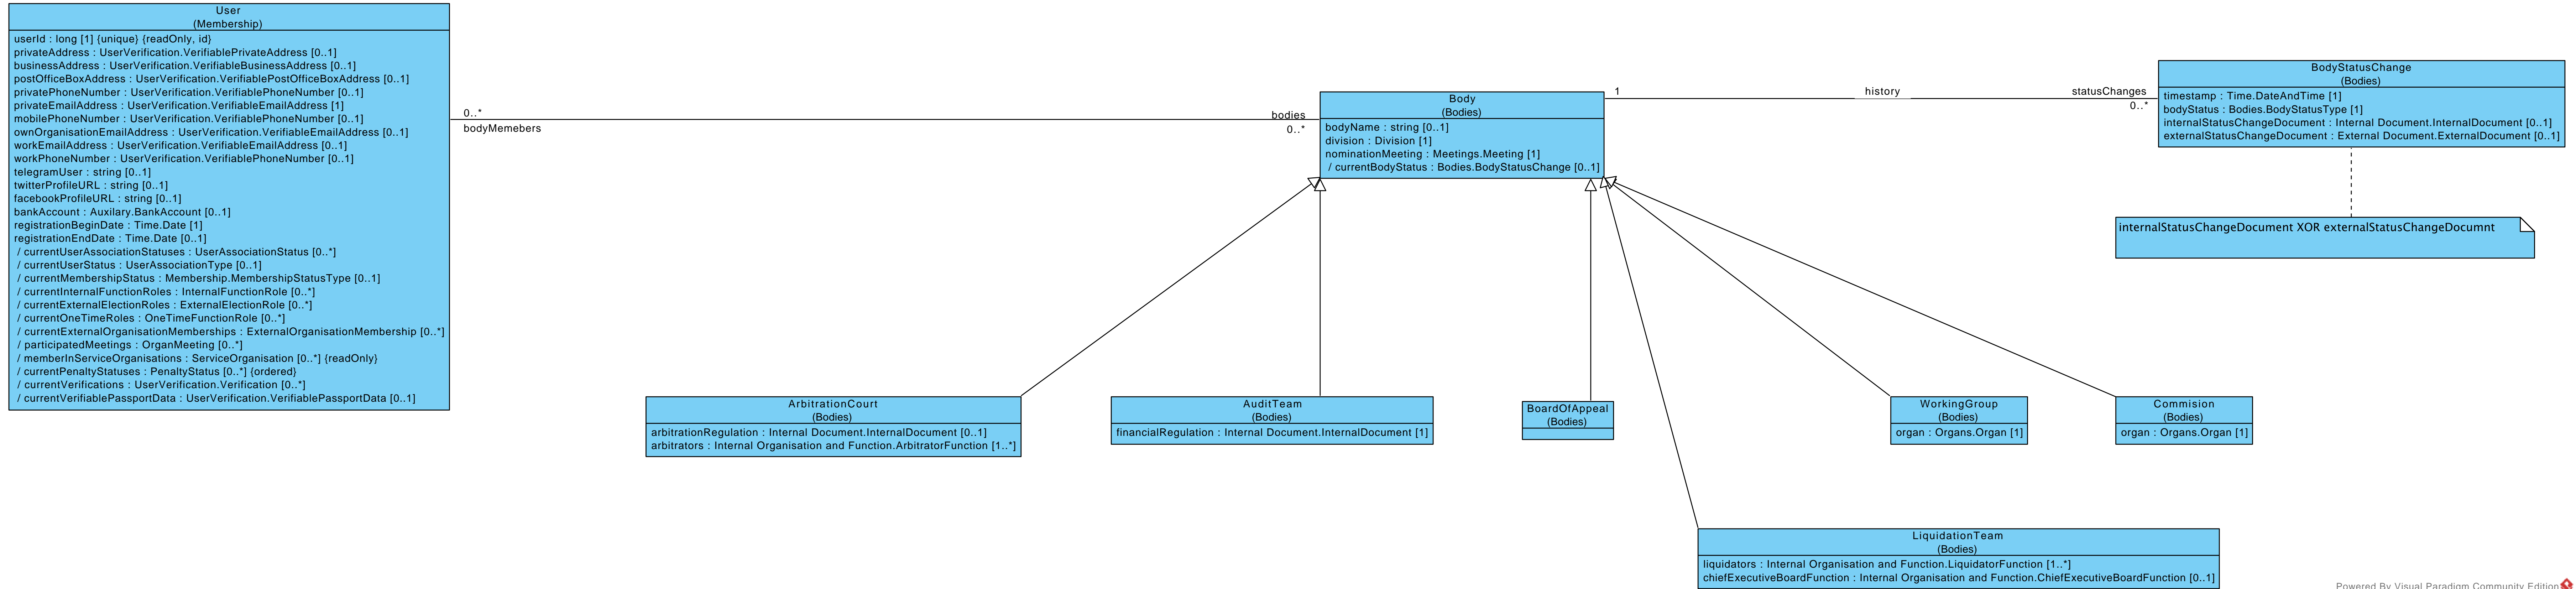 User
(Membership)
userId : long [1] {unique} {readOnly, id}
privateAddress : UserVerification.VerifiablePrivateAddress [0..1]
businessAddress : UserVerification.VerifiableBusinessAddress [0..1]
postOfficeBoxAddress : UserVerification.VerifiablePostOfficeBoxAddress [0..1]
privatePhoneNumber : UserVerification.VerifiablePhoneNumber [0..1]
privateEmailAddress : UserVerification.VerifiableEmailAddress [1]
mobilePhoneNumber : UserVerification.VerifiablePhoneNumber [0..1]
ownOrganisationEmailAddress : UserVerification.VerifiableEmailAddress [0..1]
workEmailAddress : UserVerification.VerifiableEmailAddress [0..1]
workPhoneNumber : UserVerification.VerifiablePhoneNumber [0..1]
telegramUser : string [0..1]
twitterProfileURL : string [0..1]
facebookProfileURL : string [0..1]
bankAccount : Auxilary.BankAccount [0..1]
registrationBeginDate : Time.Date [1]
registrationEndDate : Time.Date [0..1]
/ currentUserAssociationStatuses : UserAssociationStatus [0..*]
/ currentUserStatus : UserAssociationType [0..1]
/ currentMembershipStatus : Membership.MembershipStatusType [0..1]
/ currentInternalFunctionRoles : InternalFunctionRole [0..*]
/ currentExternalElectionRoles : ExternalElectionRole [0..*]
/ currentOneTimeRoles : OneTimeFunctionRole [0..*]
/ currentExternalOrganisationMemberships : ExternalOrganisationMembership [0..*]
/ participatedMeetings : OrganMeeting [0..*]
/ memberInServiceOrganisations : ServiceOrganisation [0..*] {readOnly}
/ currentPenaltyStatuses : PenaltyStatus [0..*] {ordered}
/ currentVerifications : UserVerification.Verification [0..*]
/ currentVerifiablePassportData : UserVerification.VerifiablePassportData [0..1]
0..*
bodyMemebers
bodies
0..*
Body
(Bodies)
bodyName : string [0..1]
division : Division [1]
nominationMeeting : Meetings.Meeting [1]
/ currentBodyStatus : Bodies.BodyStatusChange [0..1]
1
history
statusChanges
0..*
BodyStatusChange
(Bodies)
timestamp : Time.DateAndTime [1]
bodyStatus : Bodies.BodyStatusType [1]
internalStatusChangeDocument : Internal Document.InternalDocument [0..1]
externalStatusChangeDocument : External Document.ExternalDocument [0..1]
internalStatusChangeDocument XOR externalStatusChangeDocumnt
ArbitrationCourt
(Bodies)
arbitrationRegulation : Internal Document.InternalDocument [0..1]
arbitrators : Internal Organisation and Function.ArbitratorFunction [1..*]
AuditTeam
(Bodies)
financialRegulation : Internal Document.InternalDocument [1]
BoardOfAppeal
(Bodies)
WorkingGroup
(Bodies)
organ : Organs.Organ [1]
Commision
(Bodies)
organ : Organs.Organ [1]
LiquidationTeam
(Bodies)
liquidators : Internal Organisation and Function.LiquidatorFunction [1..*]
chiefExecutiveBoardFunction : Internal Organisation and Function.ChiefExecutiveBoardFunction [0..1]
Powered By Visual Paradigm Community Edition